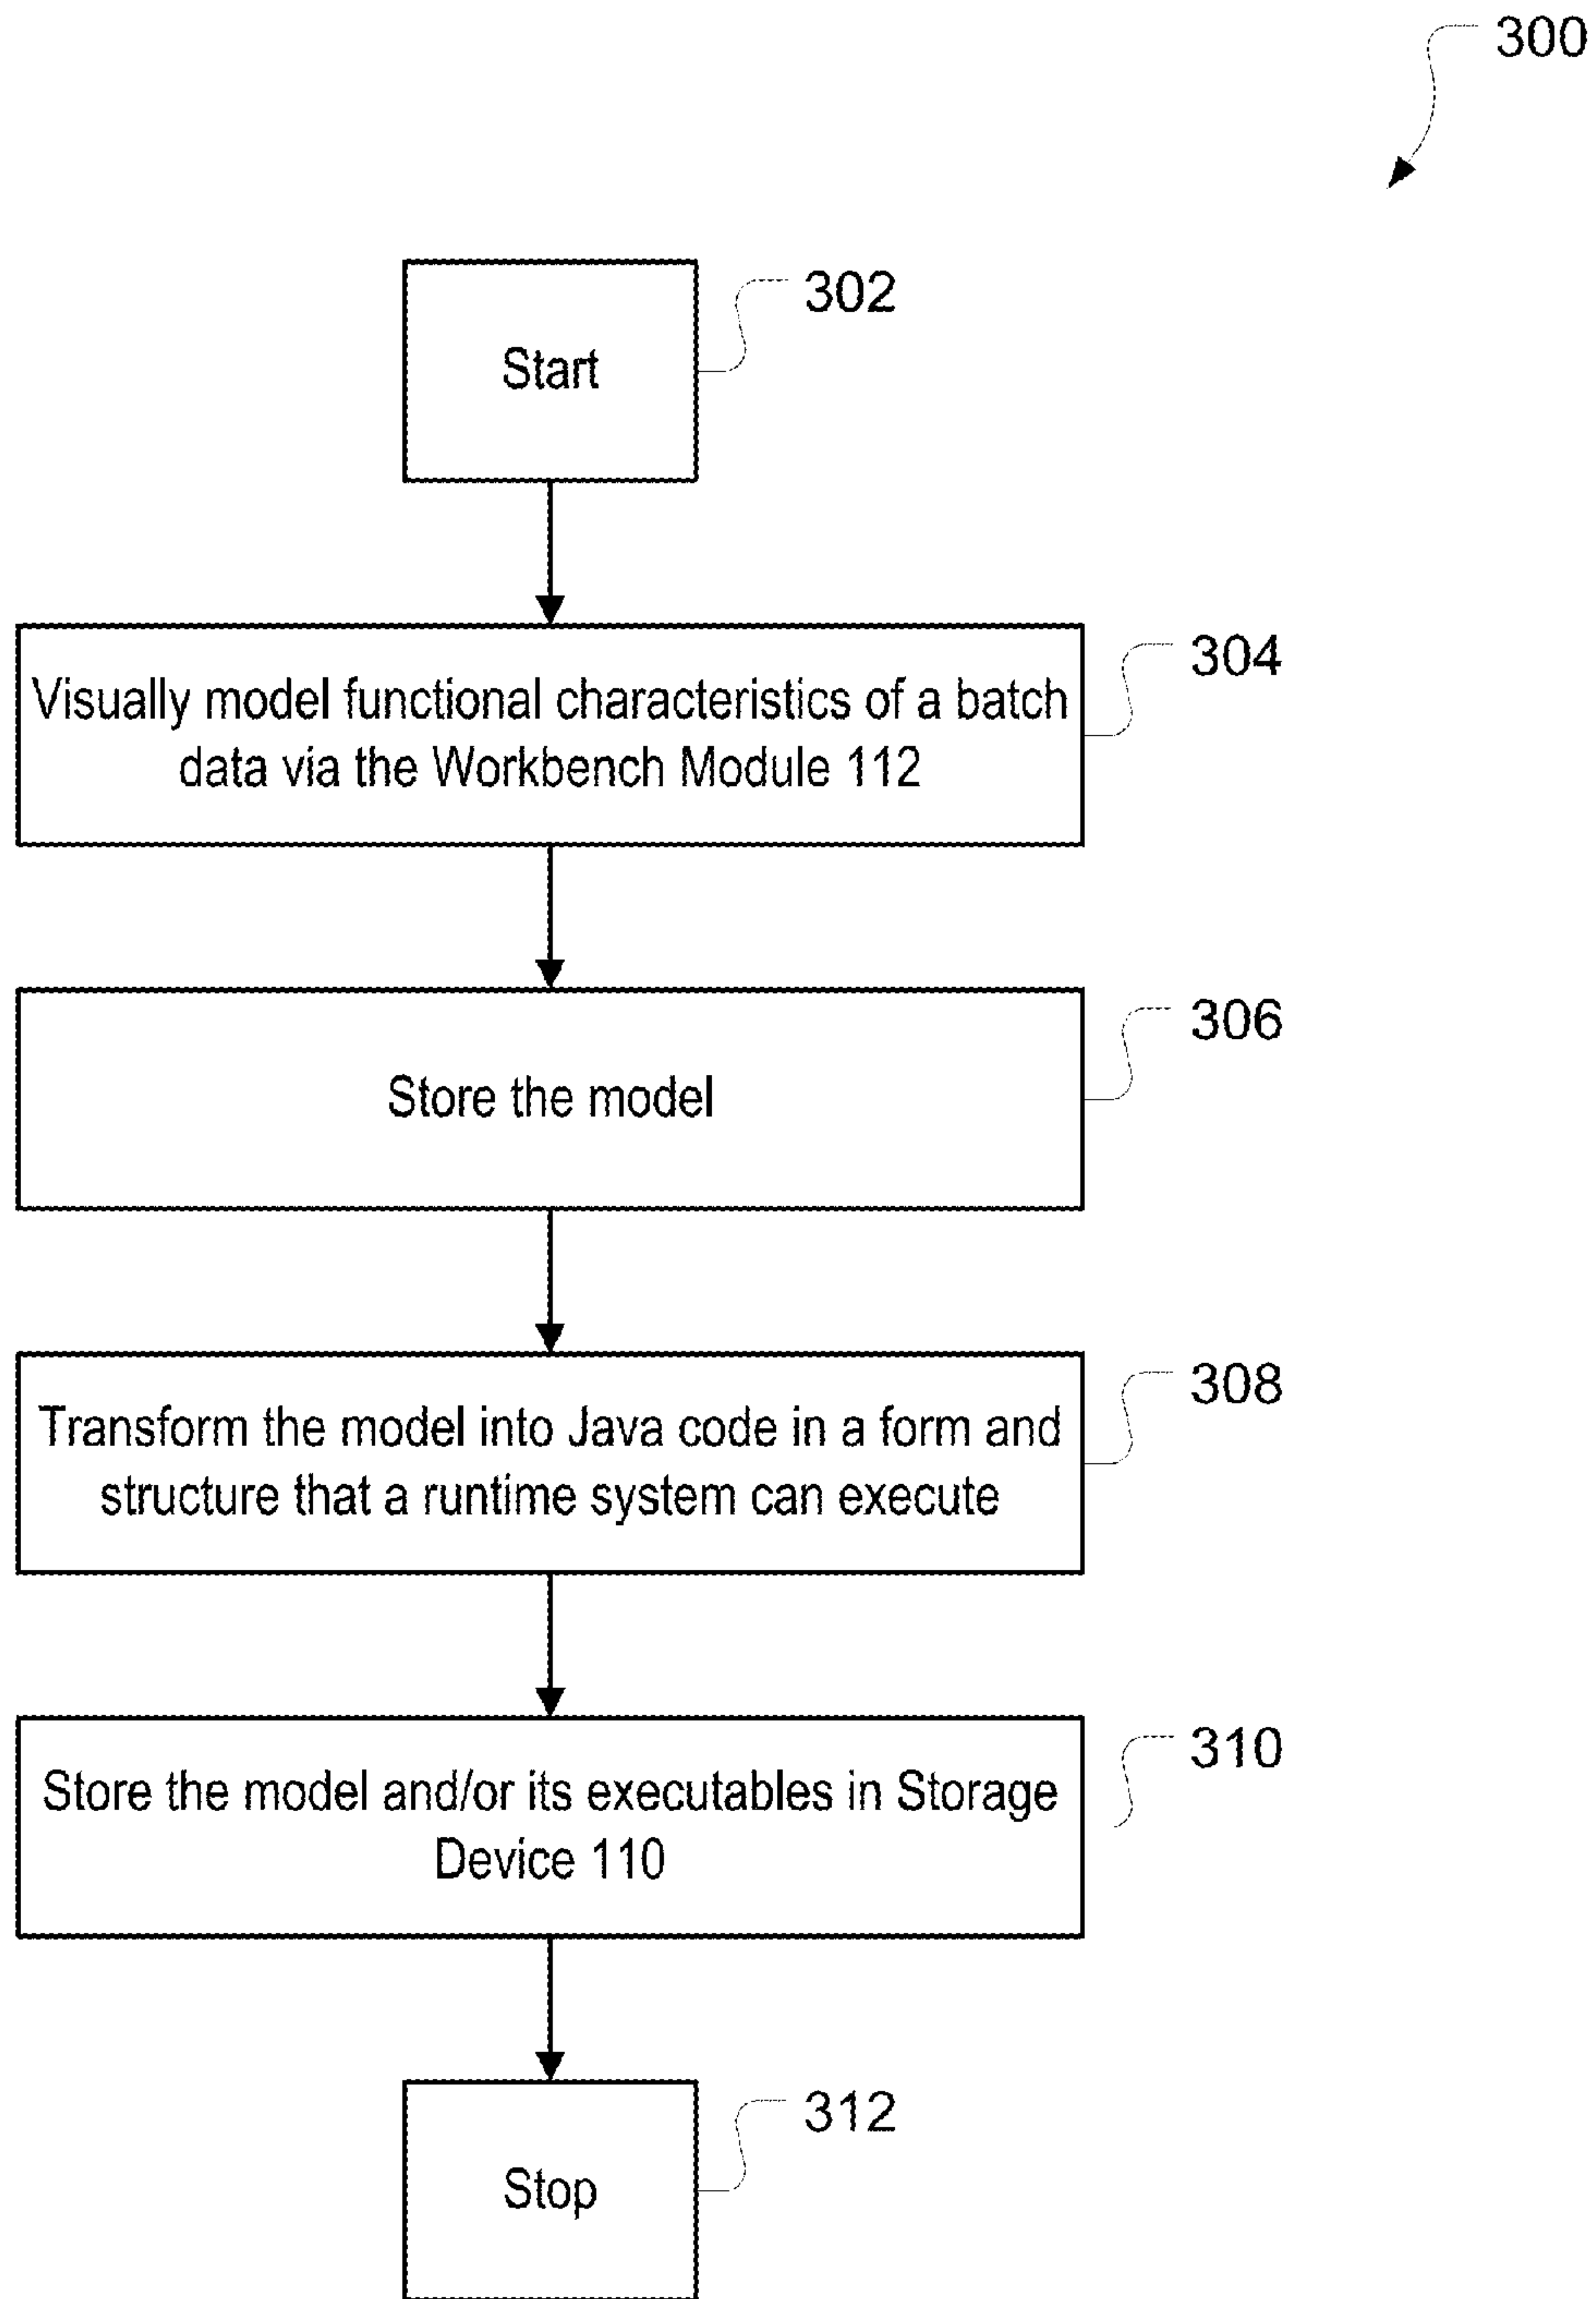 300
302
Start
304
Visually model functional characteristics of a batch
data via the Workbench Module 112
306
Store the model
308
Transform the model into Java code in a form and
structure that a runtime system can execute
310
Store the model and/or its executables in Storage
Device 110
312
Stop